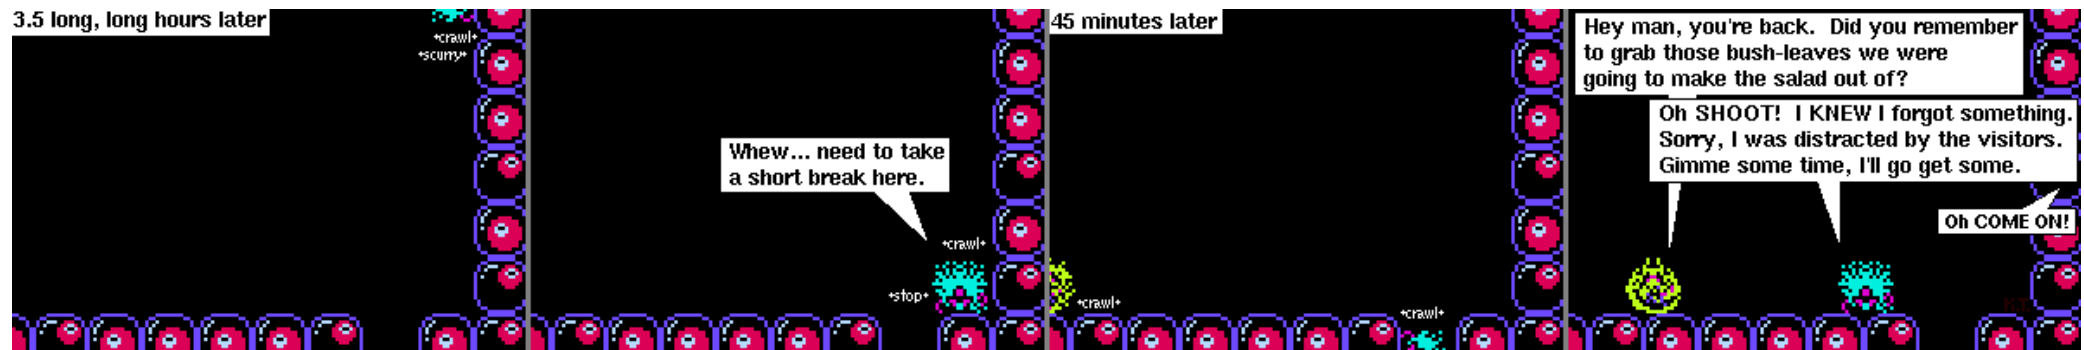 3.5 long, long hours later
*crawl*
*scurry*
Whew... need to take
a short break here.
*crawl*
*stop*
45 minutes later
*crawl*
*crawl*
Hey man, you're back.  Did you remember
to grab those bush-leaves we were
going to make the salad out of?
Oh SHOOT!  I KNEW I forgot something.
Sorry, I was distracted by the visitors.
Gimme some time, I'll go get some.
Oh COME ON!